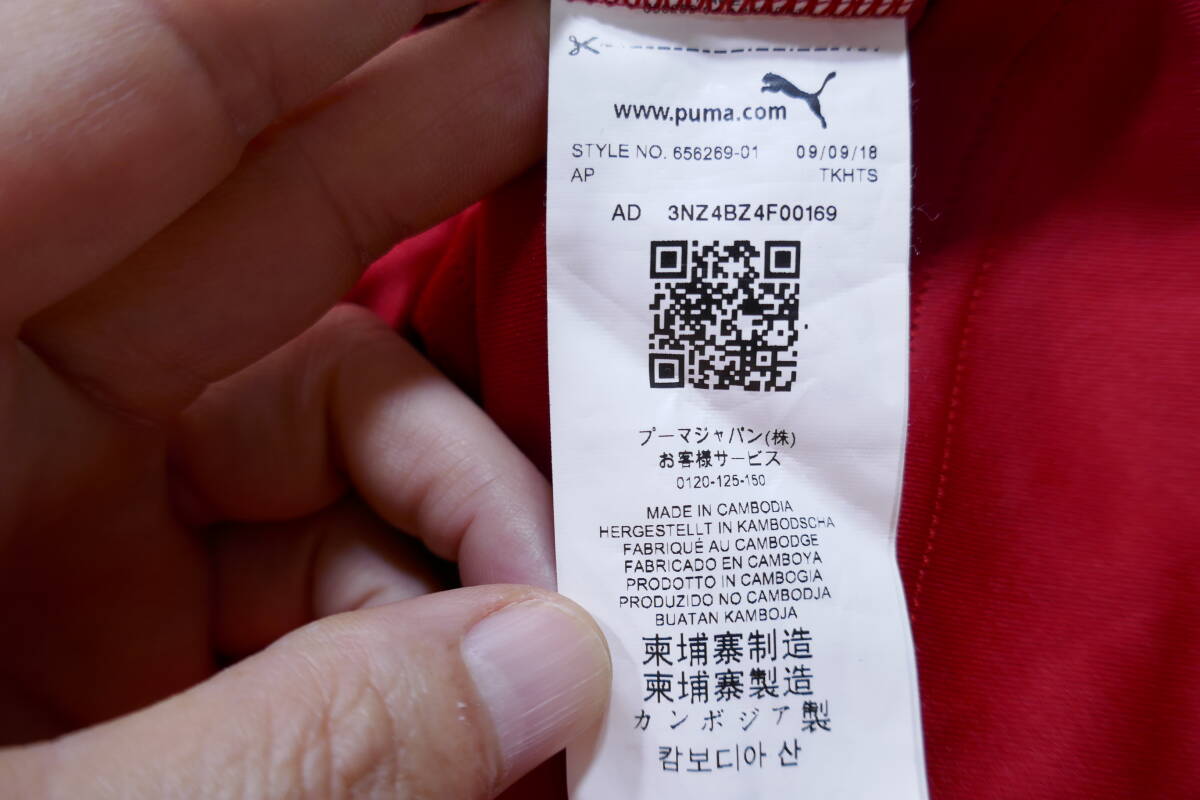 www.puma.com
STYLE NO. 656269-01 09/09/18
AP TKHTS
AD 3NZ4BZ4F00169
プーマジャパン(株)
お客様サービス
0120-125-150
MADE IN CAMBODIA
HERGESTELLT IN KAMBODSCHA
FABRIQUÉ AU CAMBODGE
FABRICADO EN CAMBOYA
PRODOTTO IN CAMBOGIA
PRODUZIDO NO CAMBODJA
BUATAN KAMBOJA
柬埔寨制造
柬埔寨製造
カンボジア製
캄보디아 산